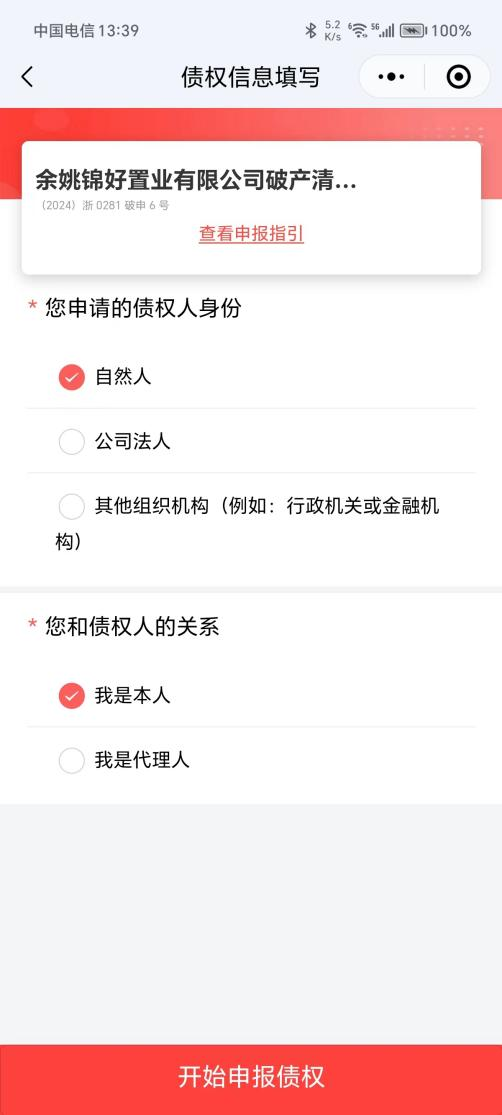 中国电信 13:39
5.2 K/s 6 5G 100%
债权信息填写
余姚锦好置业有限公司破产清...
（2024）浙 0281 破申 6 号
查看申报指引
* 您申请的债权人身份
自然人
公司法人
其他组织机构（例如：行政机关或金融机
构）
* 您和债权人的关系
我是本人
我是代理人
开始申报债权